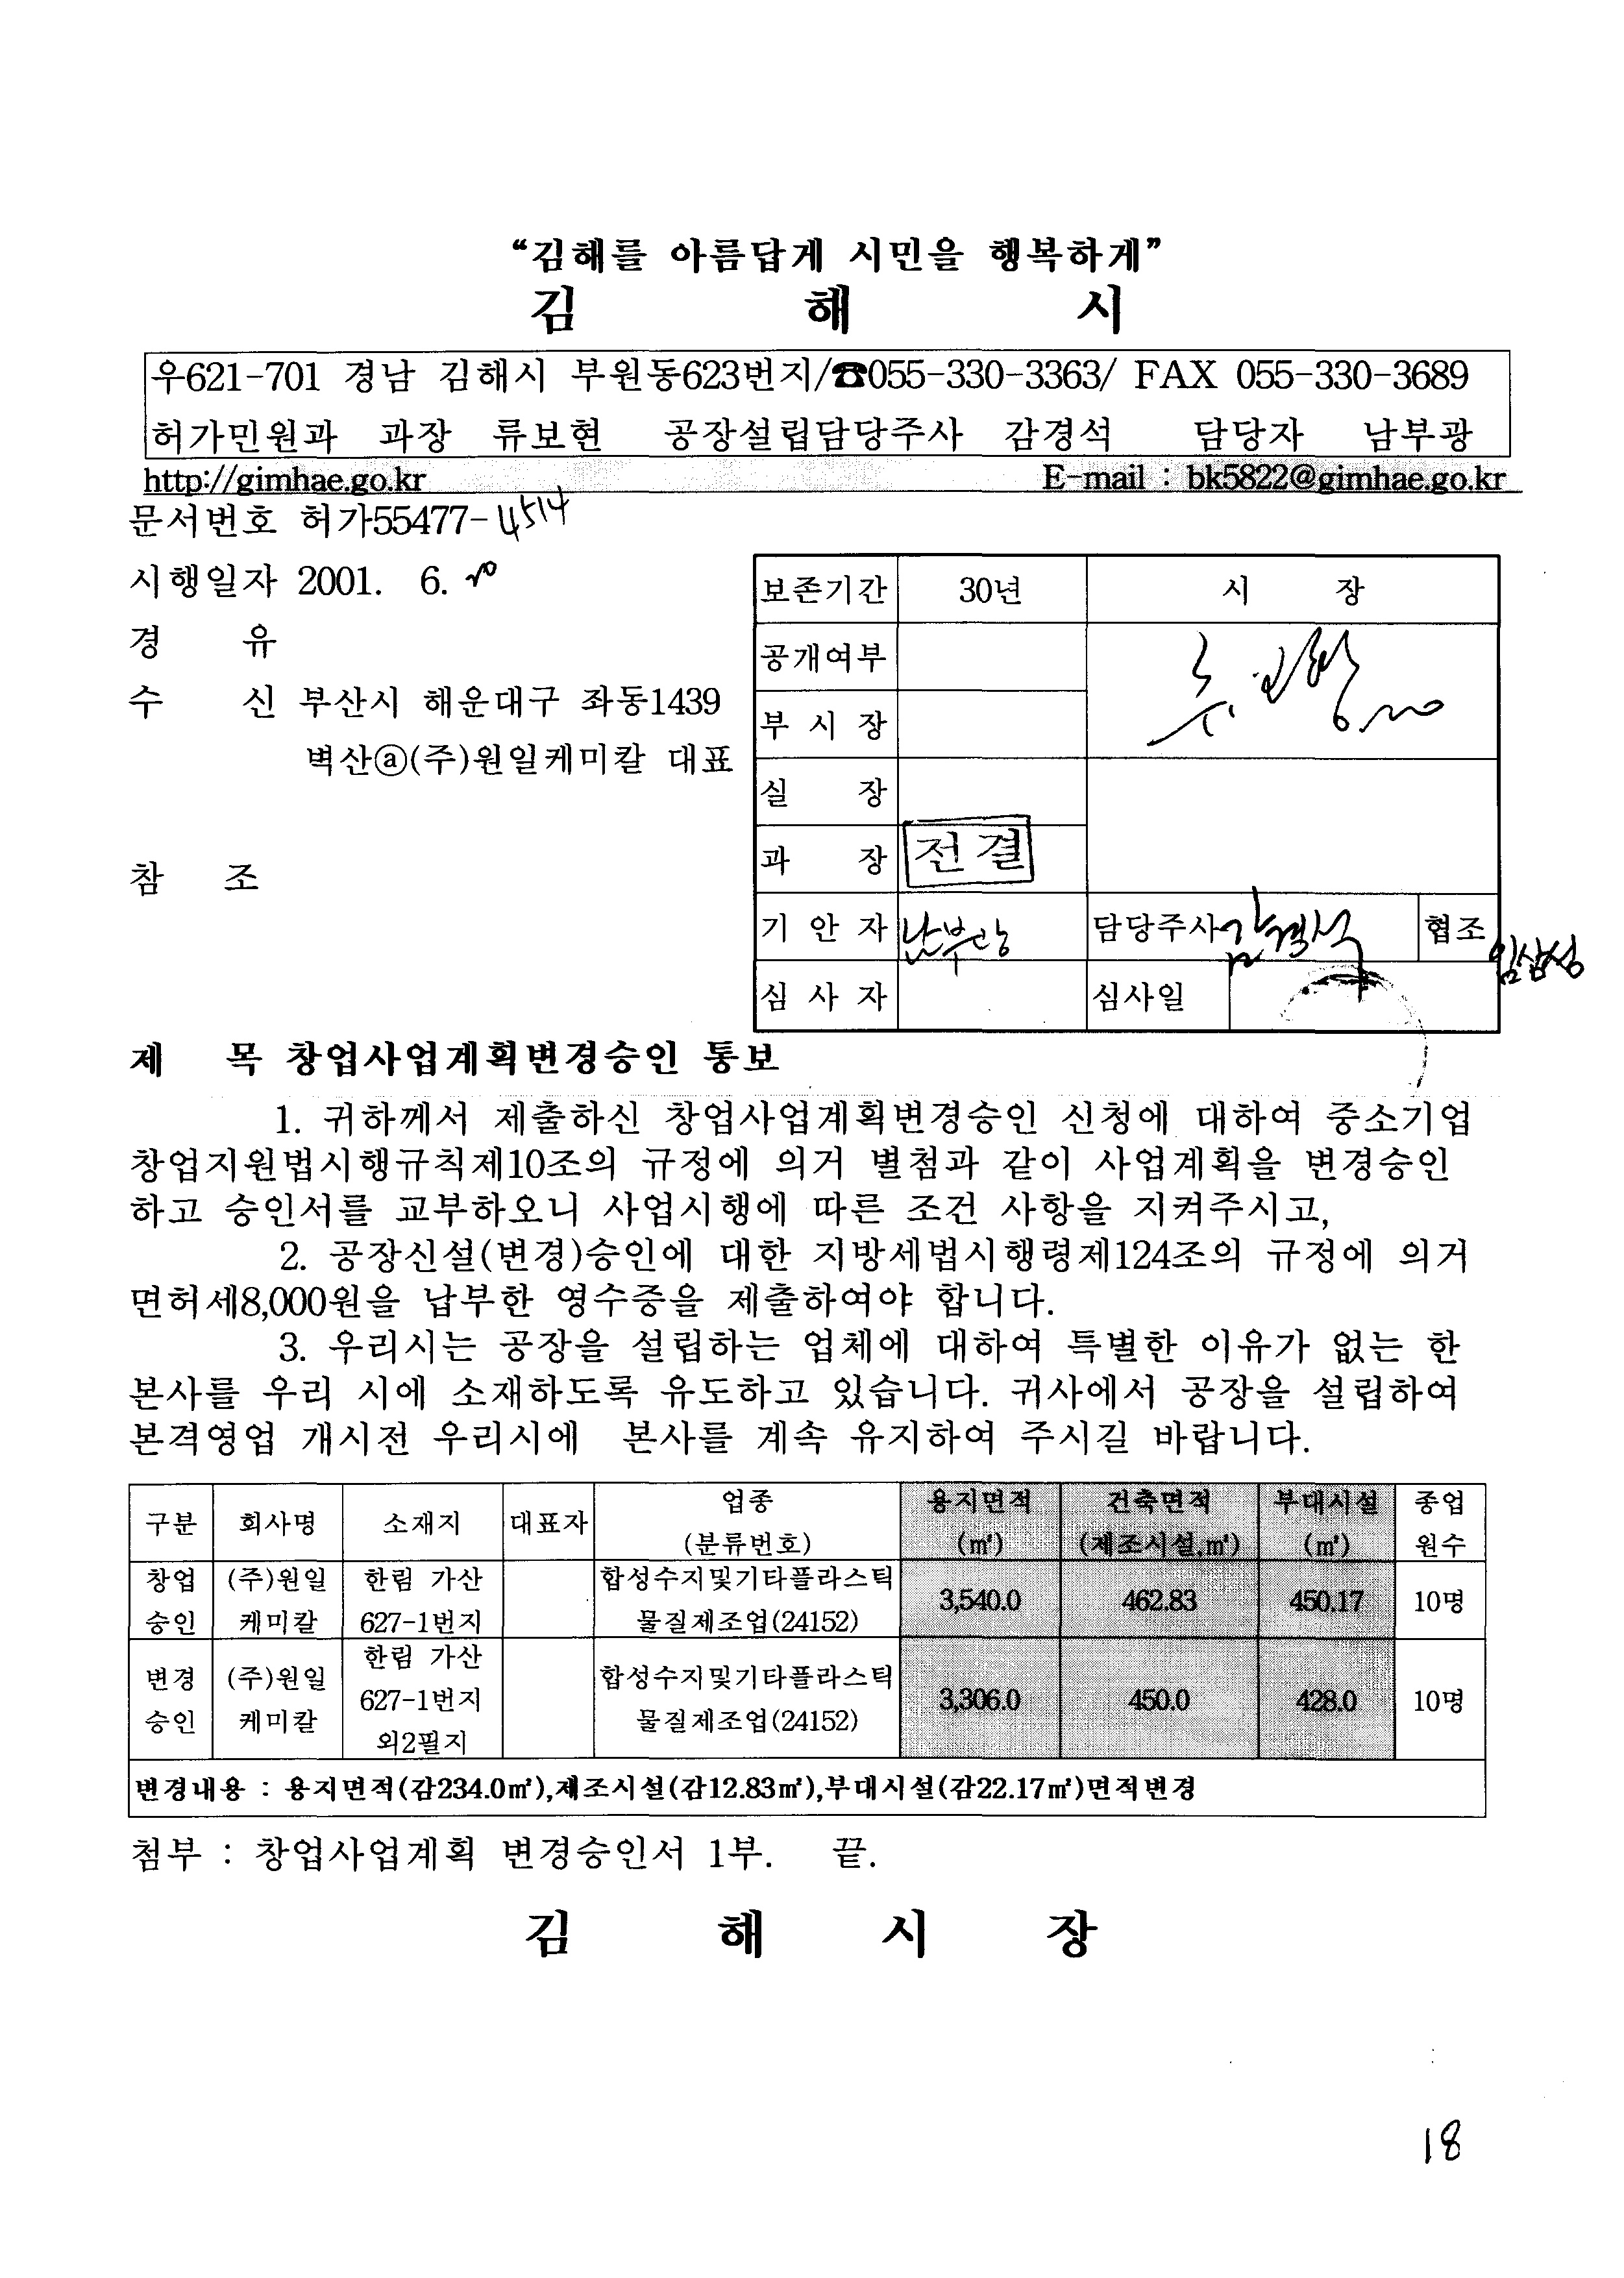 “김해를 아름답게 시민을 행복하게”
김 해 시
우621-701 경남 김해시 부원동623번지/☎055-330-3363/ FAX 055-330-3689
허가민원과 과장 류보현 공장설립담당주사 감경석 담당자 남부광
http://gimhae.go.kr E-mail : bk5822@gimhae.go.kr
문서번호 허가55477-4514
시행일자 2001. 6.
경 유
수 신 부산시 해운대구 좌동1439
벽산ⓐ(주)원일케미칼 대표
참 조
보존기간 30년 시 장
공개여부
부 시 장
실 장
과 장 전결
기 안 자 남부광 담당주사 감경석 협조 임삼성
심 사 자 심사일
제 목 창업사업계획변경승인 통보
1. 귀하께서 제출하신 창업사업계획변경승인 신청에 대하여 중소기업
창업지원법시행규칙제10조의 규정에 의거 별첨과 같이 사업계획을 변경승인
하고 승인서를 교부하오니 사업시행에 따른 조건 사항을 지켜주시고,
2. 공장신설(변경)승인에 대한 지방세법시행령제124조의 규정에 의거
면허세8,000원을 납부한 영수증을 제출하여야 합니다.
3. 우리시는 공장을 설립하는 업체에 대하여 특별한 이유가 없는 한
본사를 우리 시에 소재하도록 유도하고 있습니다. 귀사에서 공장을 설립하여
본격영업 개시전 우리시에 본사를 계속 유지하여 주시길 바랍니다.
구분 회사명 소재지 대표자 업종 (분류번호) 용지면적 (㎡) 건축면적 (제조시설,㎡) 부대시설 (㎡) 종업 원수
창업 승인 (주)원일 케미칼 한림 가산 627-1번지 합성수지및기타플라스틱 물질제조업(24152) 3,540.0 462.83 450.17 10명
변경 승인 (주)원일 케미칼 한림 가산 627-1번지 외2필지 합성수지및기타플라스틱 물질제조업(24152) 3,306.0 450.0 428.0 10명
변경내용 : 용지면적(감234.0㎡),제조시설(감12.83㎡),부대시설(감22.17㎡)면적변경
첨부 : 창업사업계획 변경승인서 1부. 끝.
김 해 시 장
18